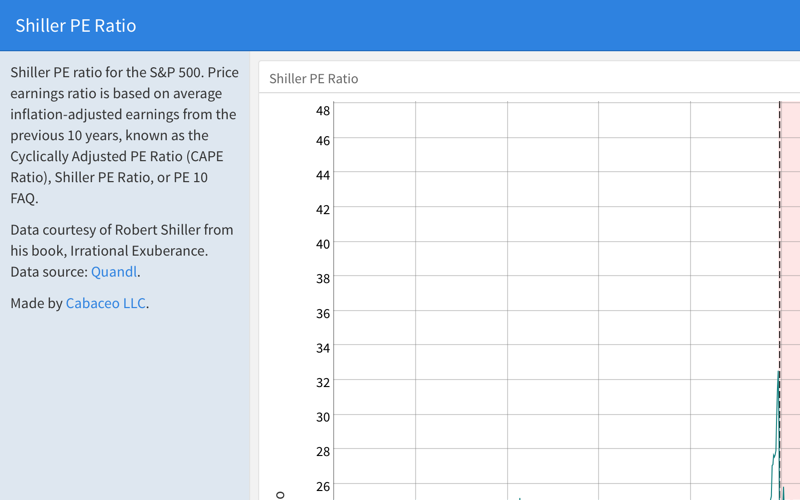 Shiller PE Ratio
Shiller PE ratio for the S&P 500. Price
earnings ratio is based on average
inflation-adjusted earnings from the
previous 10 years, known as the
Cyclically Adjusted PE Ratio (CAPE
Ratio), Shiller PE Ratio, or PE 10
FAQ.
Data courtesy of Robert Shiller from
his book, Irrational Exuberance.
Data source: Quandl.
Made by Cabaceo LLC.
Shiller PE Ratio
48
46
44
42
40
38
36
34
32
30
28
26